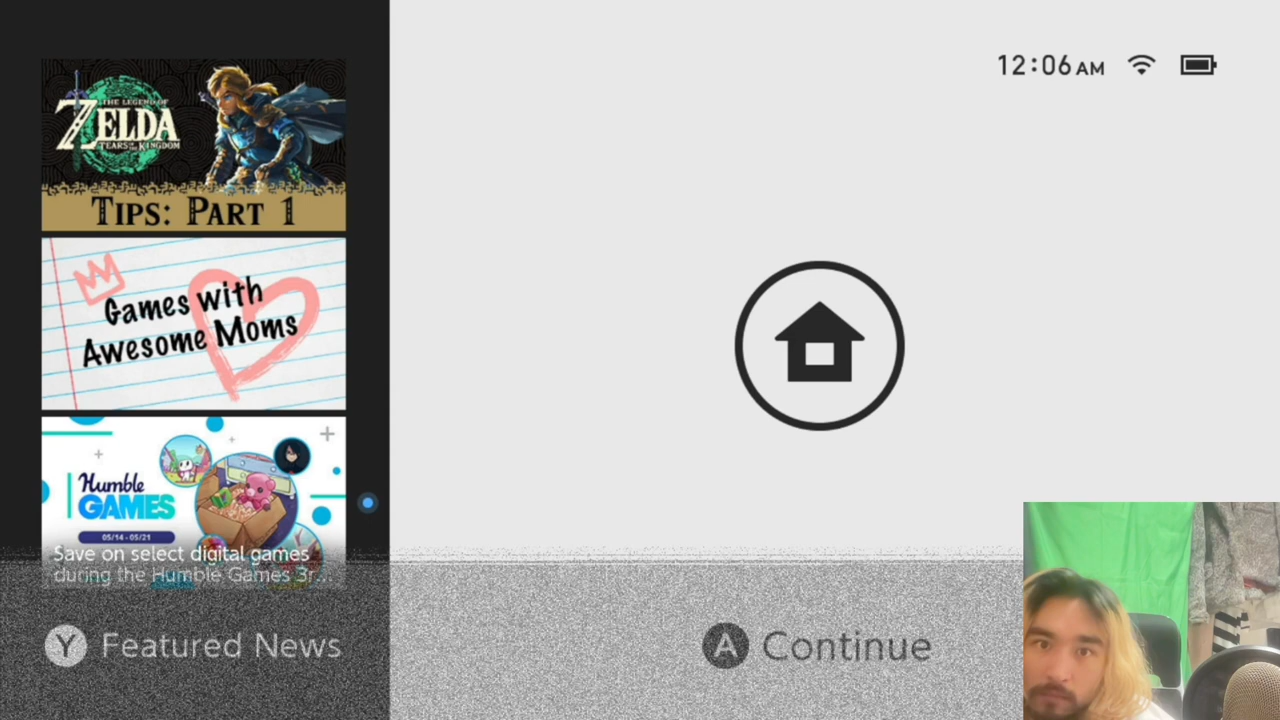 THE LEGEND OF
ZELDA
TEARS OF THE KINGDOM
TIPS: PART 1
Games with
Awesome Moms
Humble
GAMES
05/14 - 05/21
Save on select digital games
during the Humble Games 3r...
Y Featured News
12:06 AM
A Continue